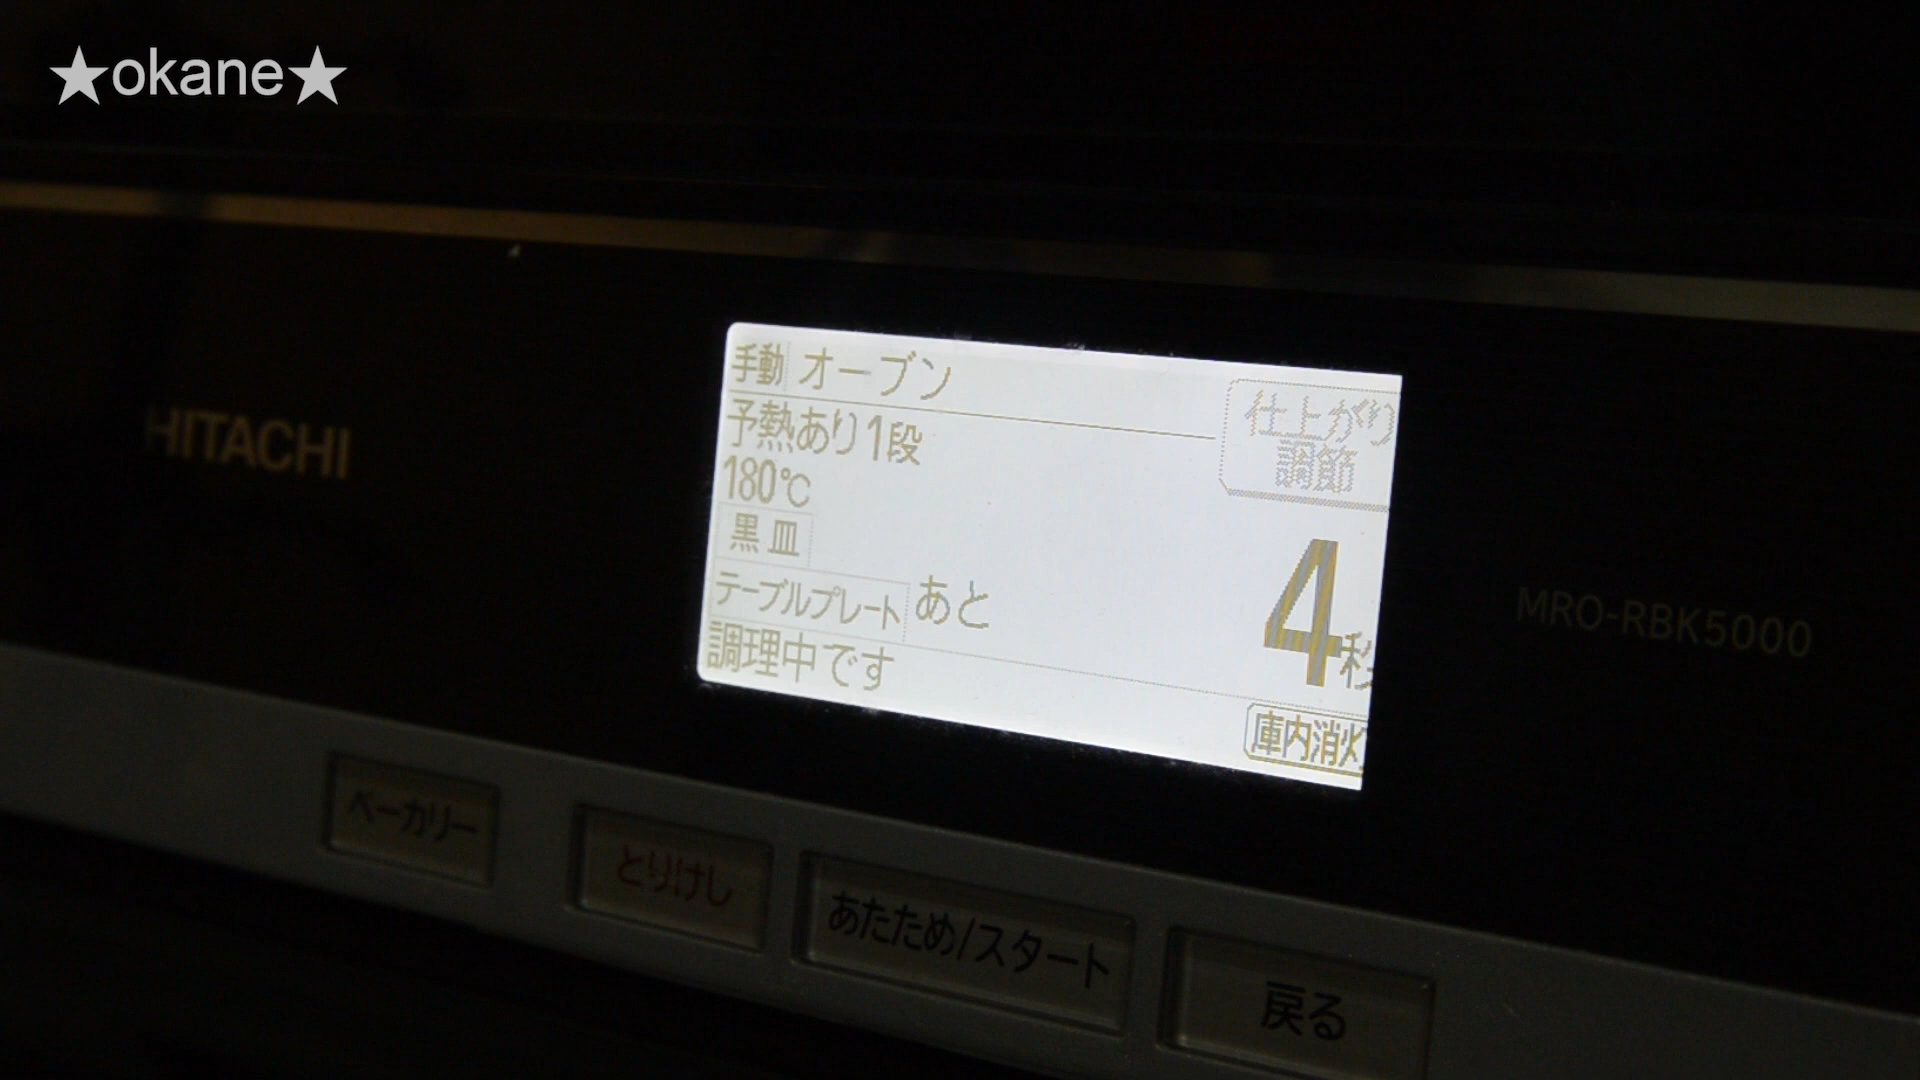 ★okane★
HITACHI
手動 オーブン
仕上がり
調節
予熱あり1段
180℃
黒皿
テーブルプレート あと 4秒
調理中です
庫内消灯
MRO-RBK5000
ベーカリー
とりけし
あたため/スタート
戻る